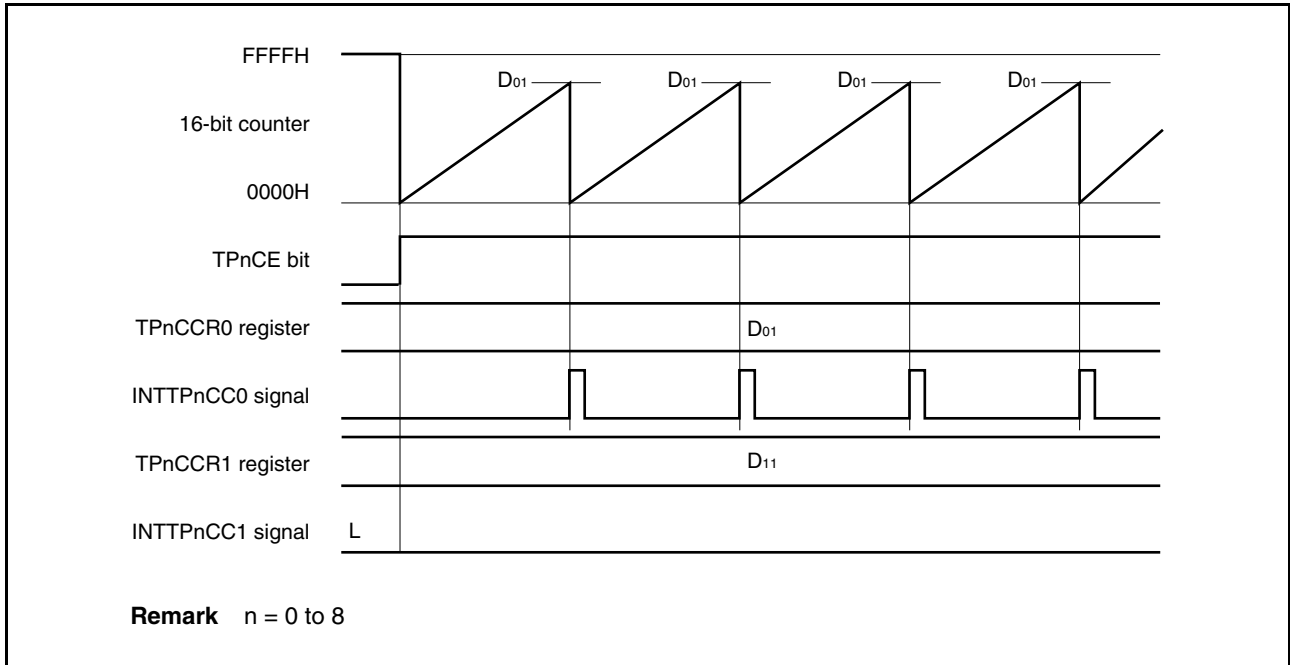 FFFFH
D01 D01 D01 D01
16-bit counter
0000H
TPnCE bit
TPnCCR0 register D01
INTTPnCC0 signal
TPnCCR1 register D11
INTTPnCC1 signal L
Remark n = 0 to 8